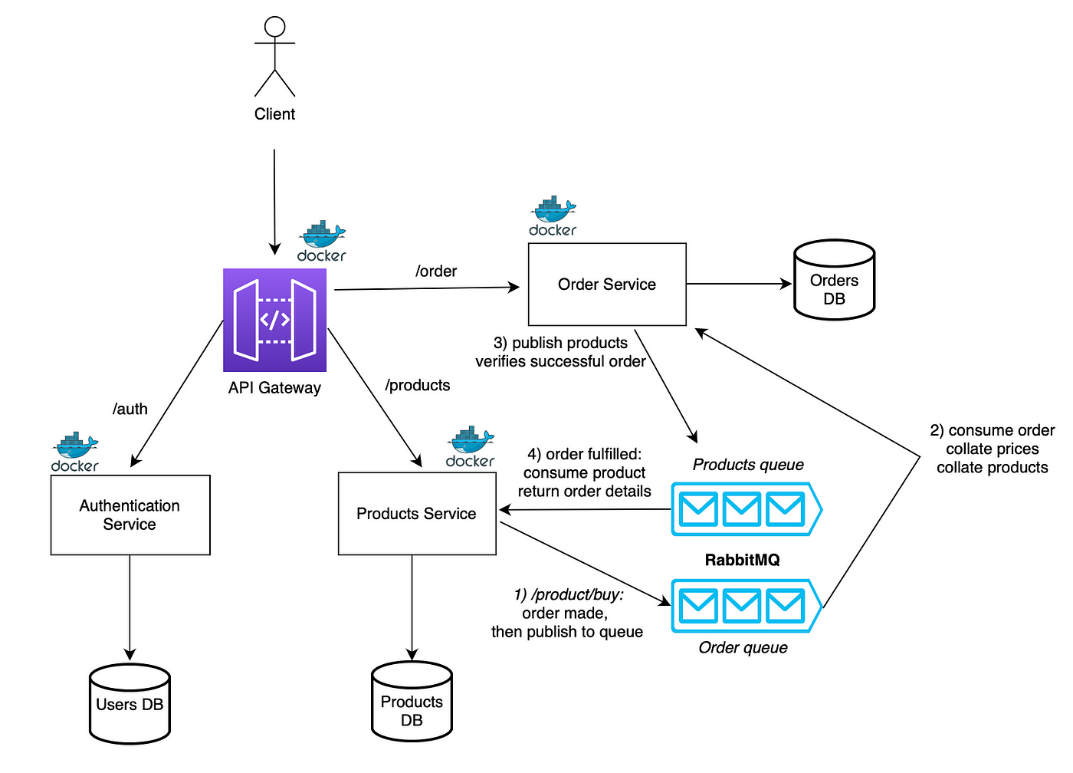 Client
docker
docker
/order
Order Service
Orders
DB
3) publish products
verifies successful order
API Gateway
/products
/auth
docker
docker
2) consume order
collate prices
collate products
4) order fulfilled:
consume product
return order details
Products queue
Authentication
Service
Products Service
RabbitMQ
1) /product/buy:
order made,
then publish to queue
Order queue
Users DB
Products
DB